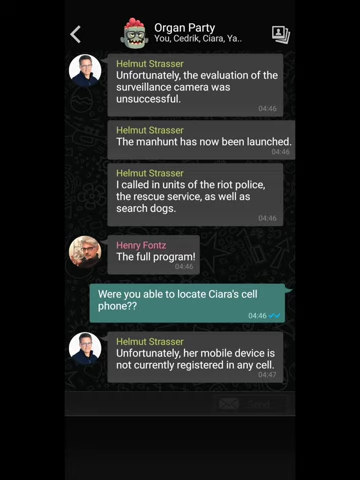 Organ Party
You, Cedrik, Ciara, Ya..
Helmut Strasser
Unfortunately, the evaluation of the
surveillance camera was
unsuccessful.
04:46
Helmut Strasser
The manhunt has now been launched.
04:46
Helmut Strasser
I called in units of the riot police,
the rescue service, as well as
search dogs.
04:46
Henry Fontz
The full program!
04:46
Were you able to locate Ciara's cell
phone??
04:46
Helmut Strasser
Unfortunately, her mobile device is
not currently registered in any cell.
04:47
Send